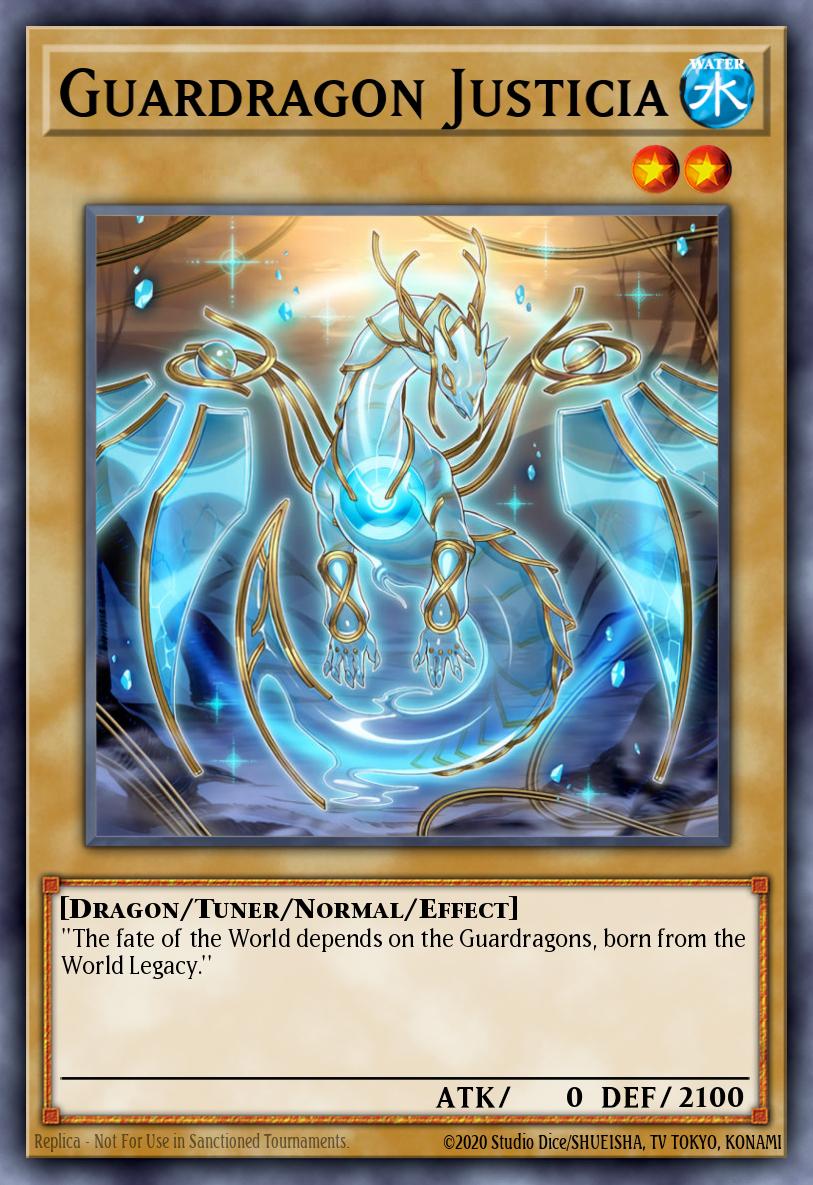 Guardragon Justicia
WATER
水
[Dragon/Tuner/Normal/Effect]
"The fate of the World depends on the Guardragons, born from the
World Legacy."
ATK/ 0 DEF/ 2100
Replica - Not For Use in Sanctioned Tournaments.
©2020 Studio Dice/SHUEISHA, TV TOKYO, KONAMI